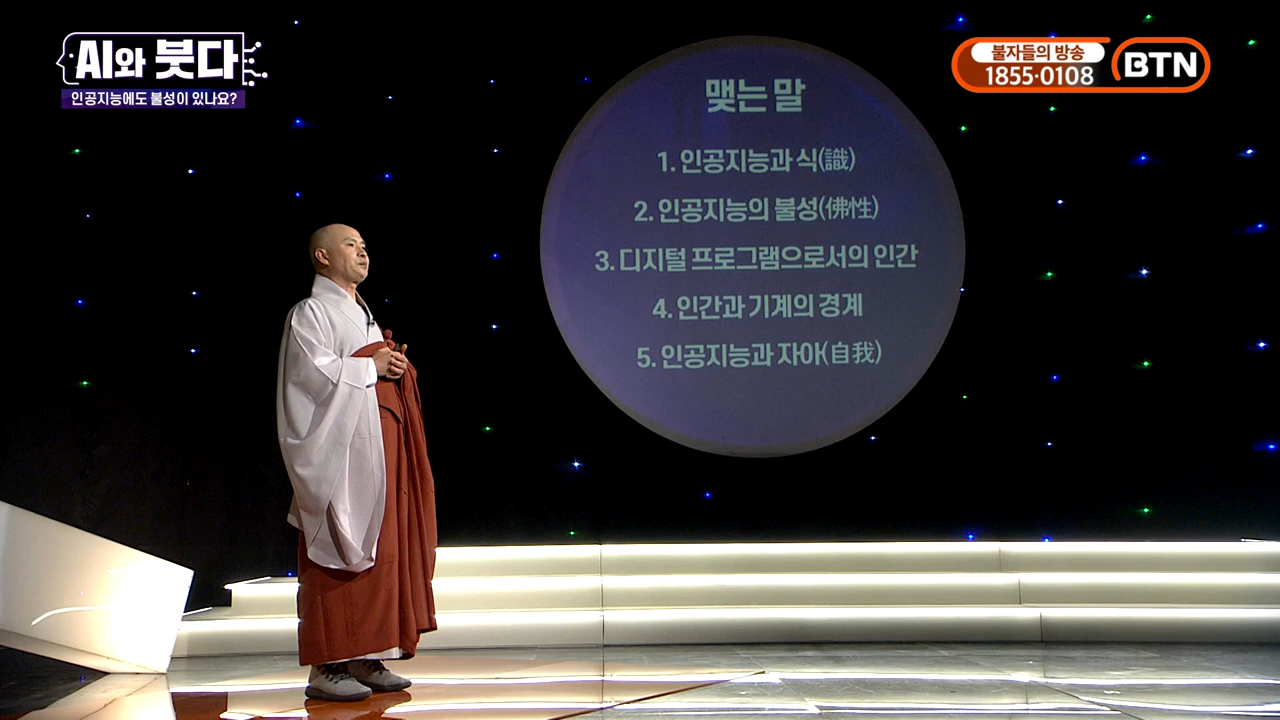 AI와 붓다
인공지능에도 불성이 있나요?
불자들의 방송
1855·0108
BTN
맺는 말
1. 인공지능과 식(識)
2. 인공지능의 불성(佛性)
3. 디지털 프로그램으로서의 인간
4. 인간과 기계의 경계
5. 인공지능과 자아(自我)